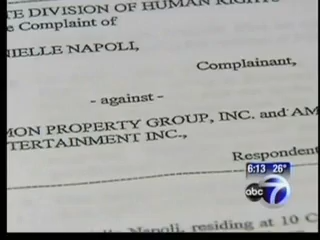 TE DIVISION OF HUMAN RIGHTS
e Complaint of
NIELLE NAPOLI,
Complainant,
- against -
MON PROPERTY GROUP, INC. and AM
TERTAINMENT INC.,
Respondent
6:13 26°
abc 7
Napoli, residing at 10 C